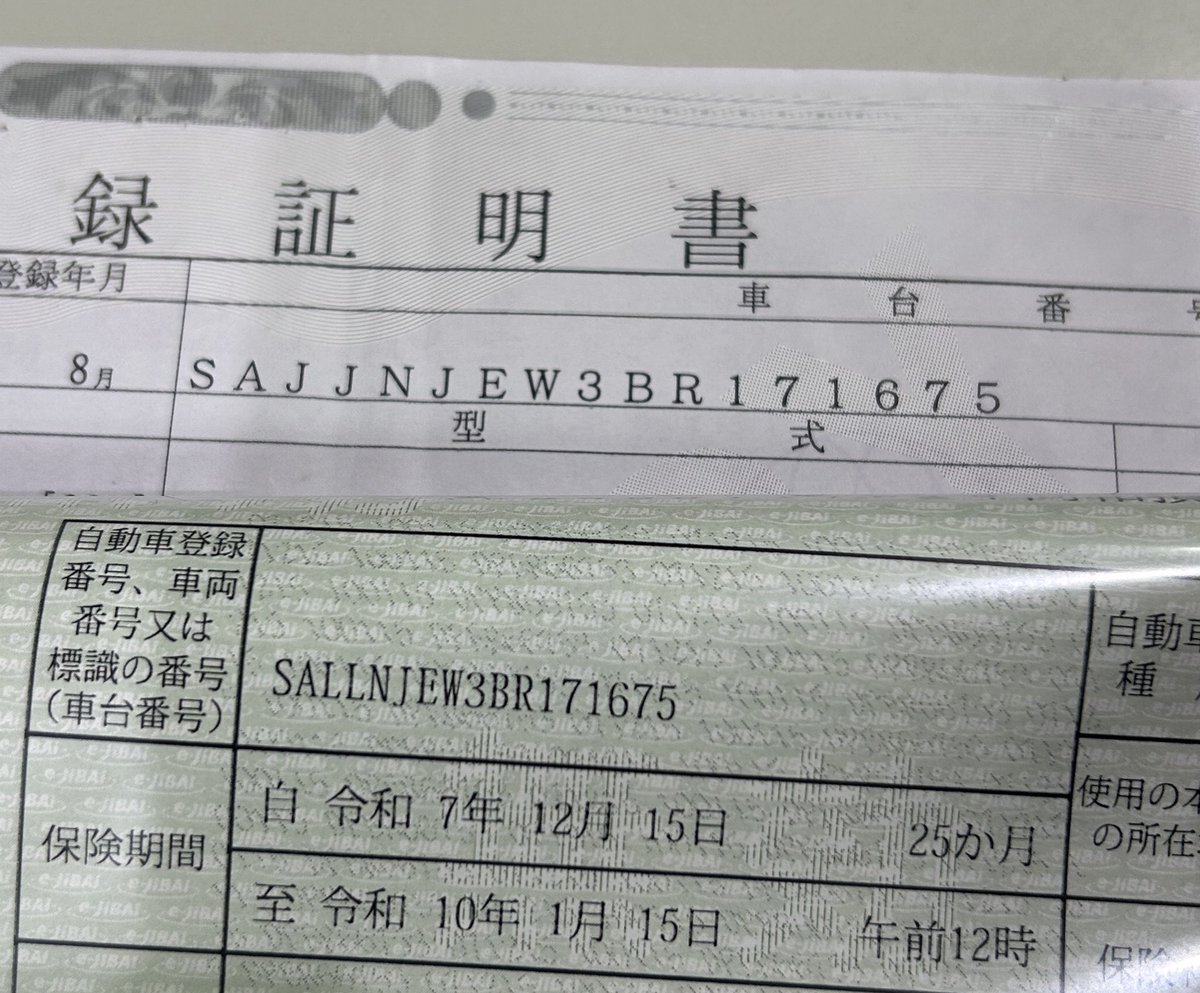 録証明書
登録年月
車台番号
8月 SAJJNJEW3BR171675
型式
自動車登録
番号、車両
番号又は
標識の番号
(車台番号)
SALLNJEW3BR171675
自動車
種
保険期間
自 令和 7年 12月 15日 25か月
至 令和 10年 1月 15日 午前12時
使用の本
の所在
保険
e-JIBAI